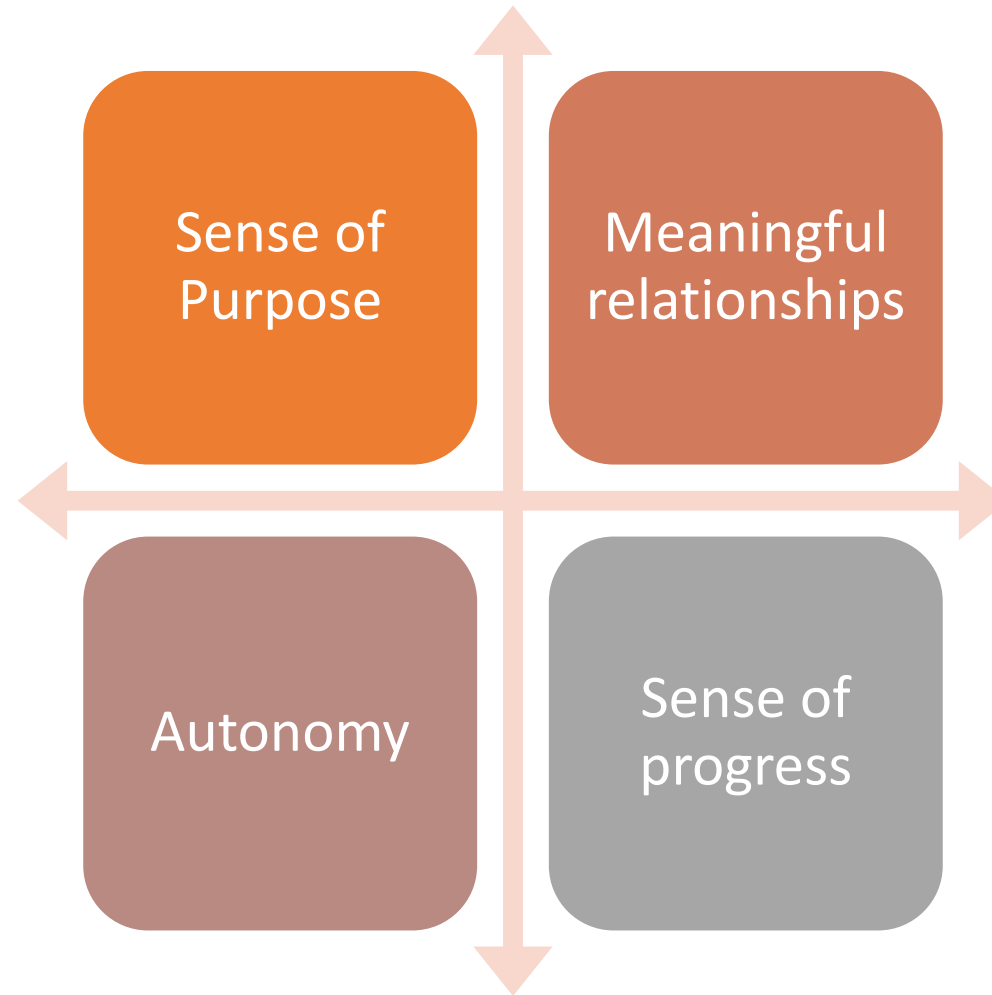 Sense of
Purpose
Meaningful
relationships
Autonomy
Sense of
progress